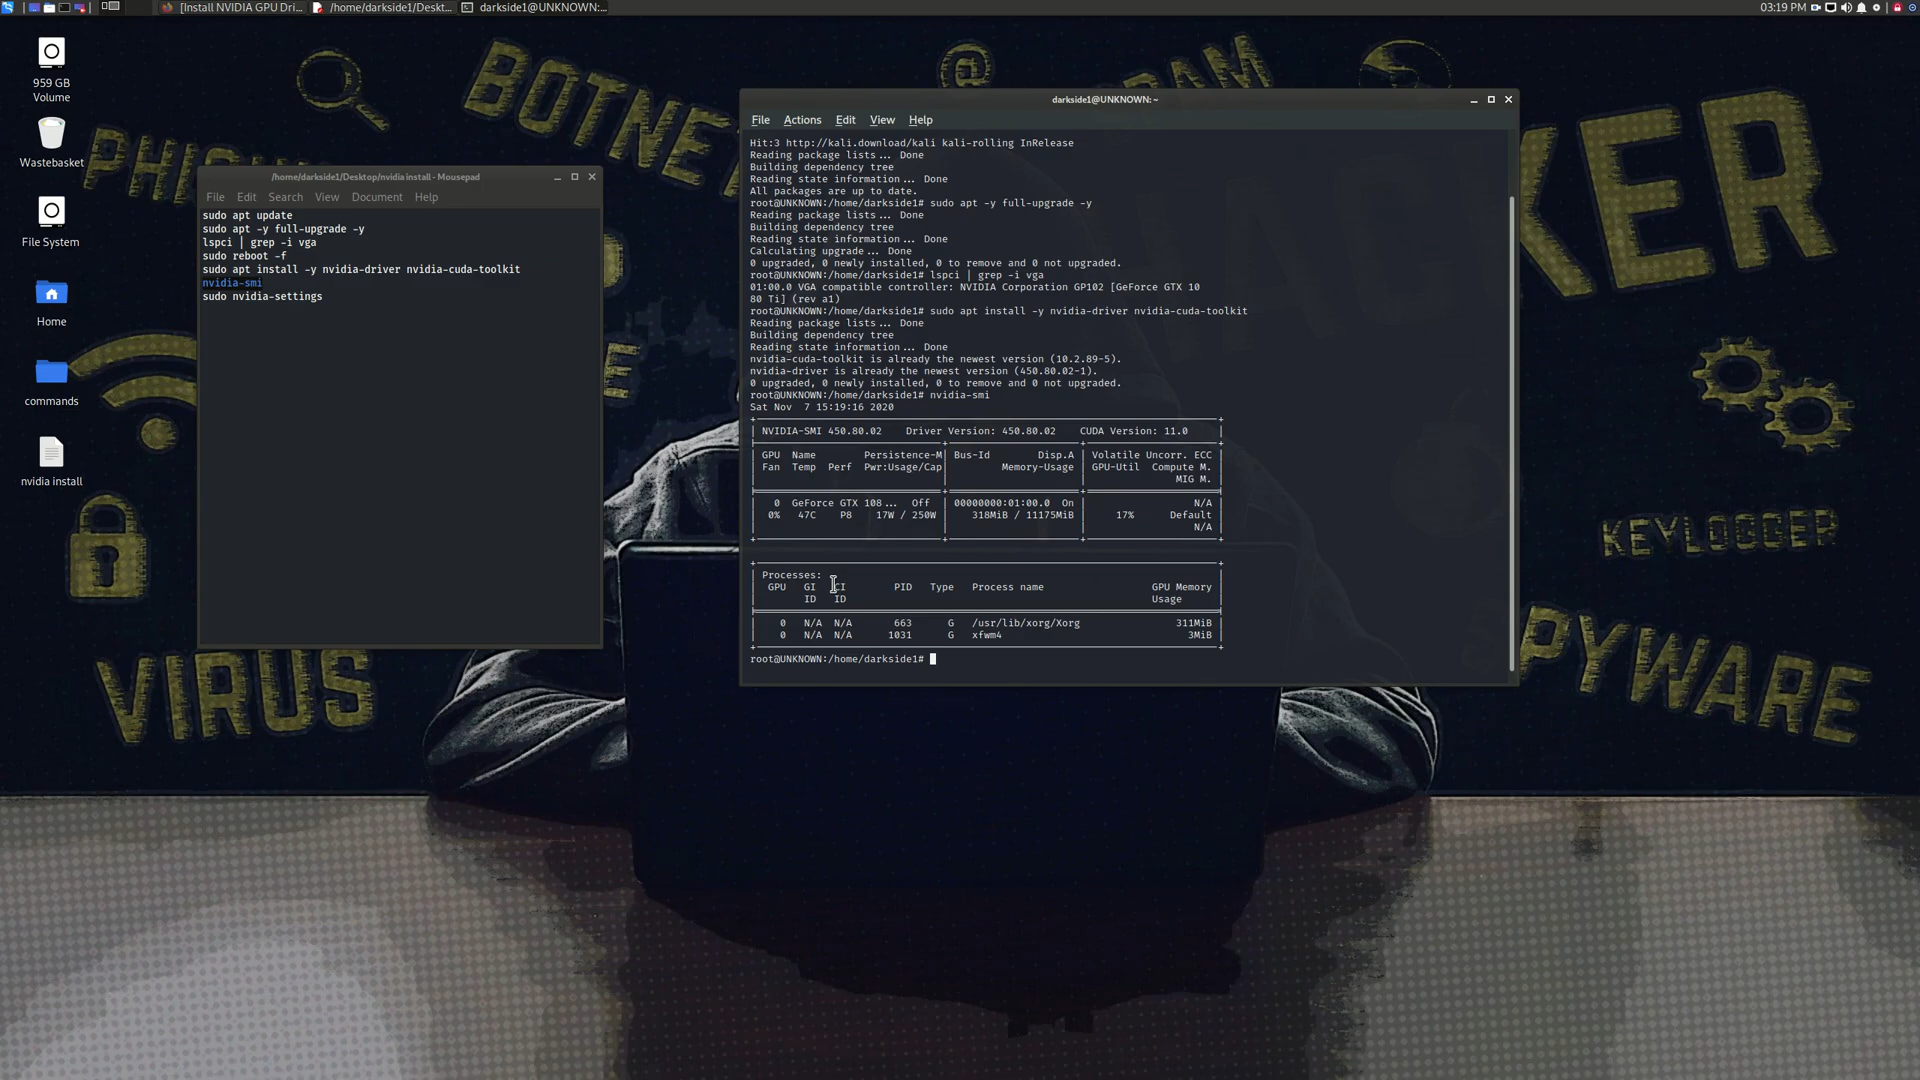 [Install NVIDIA GPU Dri...
/home/darkside1/Deskt...
darkside1@UNKNOWN:...
03:19 PM
959 GB
Volume
Wastebasket
File System
Home
commands
nvidia install
/home/darkside1/Desktop/nvidia install - Mousepad
File Edit Search View Document Help
sudo apt update
sudo apt -y full-upgrade -y
lspci | grep -i vga
sudo reboot -f
sudo apt install -y nvidia-driver nvidia-cuda-toolkit
nvidia-smi
sudo nvidia-settings
darkside1@UNKNOWN: ~
File Actions Edit View Help
Hit:3 http://kali.download/kali kali-rolling InRelease
Reading package lists... Done
Building dependency tree
Reading state information... Done
All packages are up to date.
root@UNKNOWN:/home/darkside1# sudo apt -y full-upgrade -y
Reading package lists... Done
Building dependency tree
Reading state information... Done
Calculating upgrade... Done
0 upgraded, 0 newly installed, 0 to remove and 0 not upgraded.
root@UNKNOWN:/home/darkside1# lspci | grep -i vga
01:00.0 VGA compatible controller: NVIDIA Corporation GP102 [GeForce GTX 10
80 Ti] (rev a1)
root@UNKNOWN:/home/darkside1# sudo apt install -y nvidia-driver nvidia-cuda-toolkit
Reading package lists... Done
Building dependency tree
Reading state information... Done
nvidia-cuda-toolkit is already the newest version (10.2.89-5).
nvidia-driver is already the newest version (450.80.02-1).
0 upgraded, 0 newly installed, 0 to remove and 0 not upgraded.
root@UNKNOWN:/home/darkside1# nvidia-smi
Sat Nov  7 15:19:16 2020
NVIDIA-SMI 450.80.02    Driver Version: 450.80.02    CUDA Version: 11.0
GPU  Name        Persistence-M| Bus-Id        Disp.A | Volatile Uncorr. ECC
Fan  Temp  Perf  Pwr:Usage/Cap|         Memory-Usage | GPU-Util  Compute M.
MIG M.
0  GeForce GTX 108...  Off  | 00000000:01:00.0  On |                  N/A
0%   47C    P8    17W / 250W |    318MiB / 11175MiB |     17%      Default
N/A
Processes:
GPU   GI   CI        PID   Type   Process name                  GPU Memory
ID   ID                                                   Usage
0   N/A  N/A       663      G   /usr/lib/xorg/Xorg                311MiB
0   N/A  N/A      1031      G   xfwm4                               3MiB
root@UNKNOWN:/home/darkside1#
BOTNE
@
VIRUS
KEYLOGGER